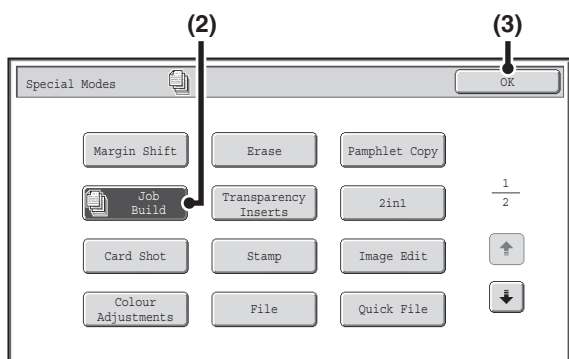 (2) (3)
Special Modes OK
Margin Shift Erase Pamphlet Copy
Job Build Transparency Inserts 2in1
1
2
Card Shot Stamp Image Edit
Colour Adjustments File Quick File